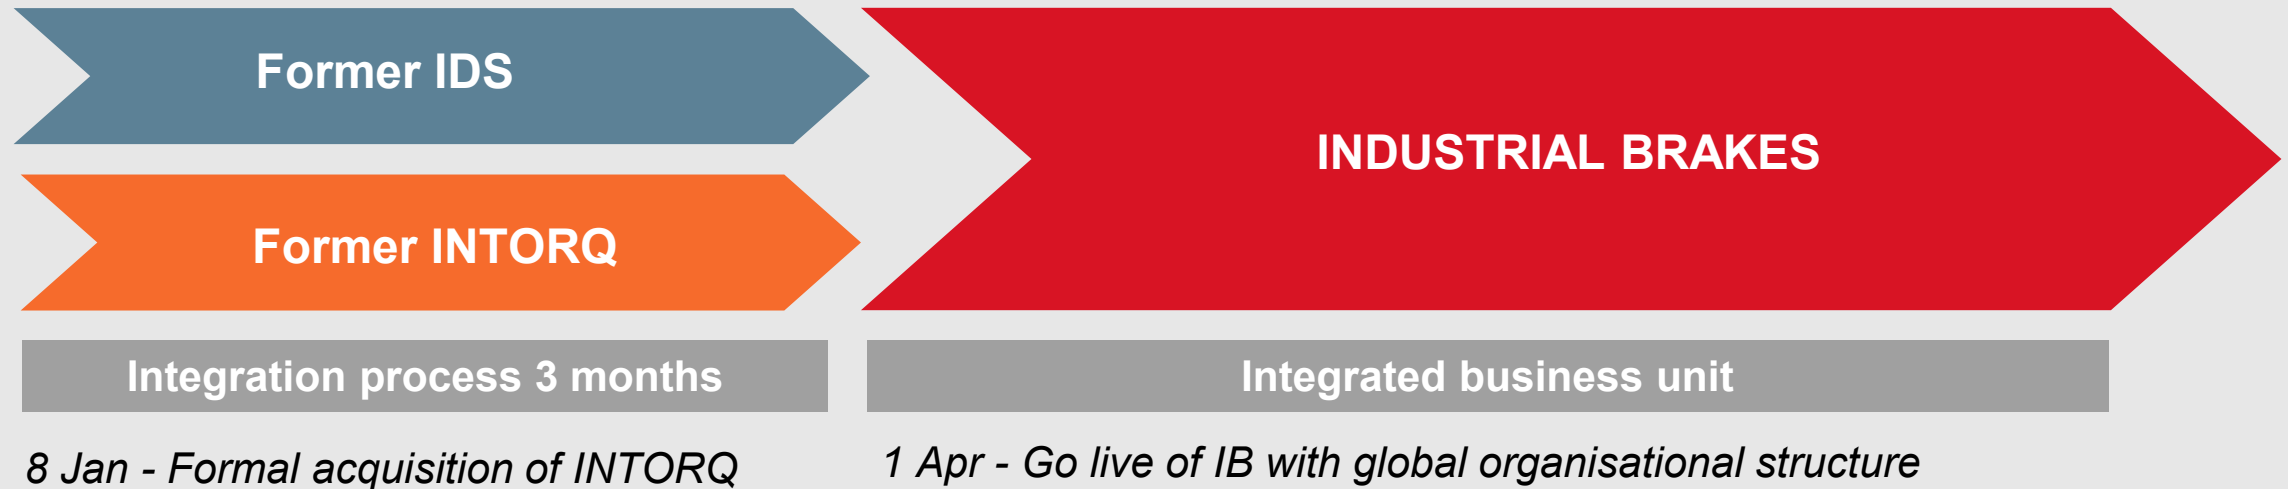 Former IDS
Former INTORQ
INDUSTRIAL BRAKES
Integration process 3 months
Integrated business unit
8 Jan - Formal acquisition of INTORQ
1 Apr - Go live of IB with global organisational structure